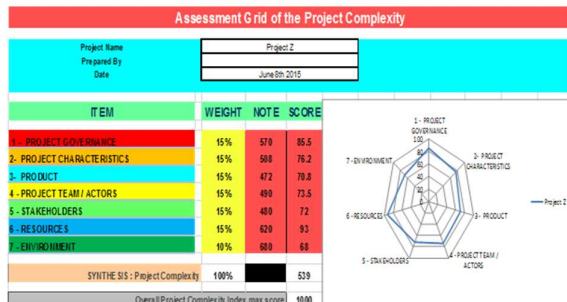 Assessment Grid of the Project Complexity
Project Name Project Z
Prepared By
Date June 8th 2015
ITEM WEIGHT NOTE SCORE
1 - PROJECT GOVERNANCE 15% 570 85.5
2- PROJECT CHARACTERISTICS 15% 508 76.2
3- PRODUCT 15% 472 70.8
4 - PROJECT TEAM / ACTORS 15% 490 73.5
5 - STAKEHOLDERS 15% 480 72
6 - RESOURCES 15% 620 93
7 - ENVIRONMENT 10% 680 68
SYNTHESIS : Project Complexity 100% 539
Overall Project Complexity Index max score 1000
1 - PROJECT
GOVERNANCE
100
80
60
40
20
0
2- PROJECT
CHARACTERISTICS
3- PRODUCT
4 - PROJECT TEAM /
ACTORS
5 - STAKEHOLDERS
6 - RESOURCES
7 - ENVIRONMENT
Project Z